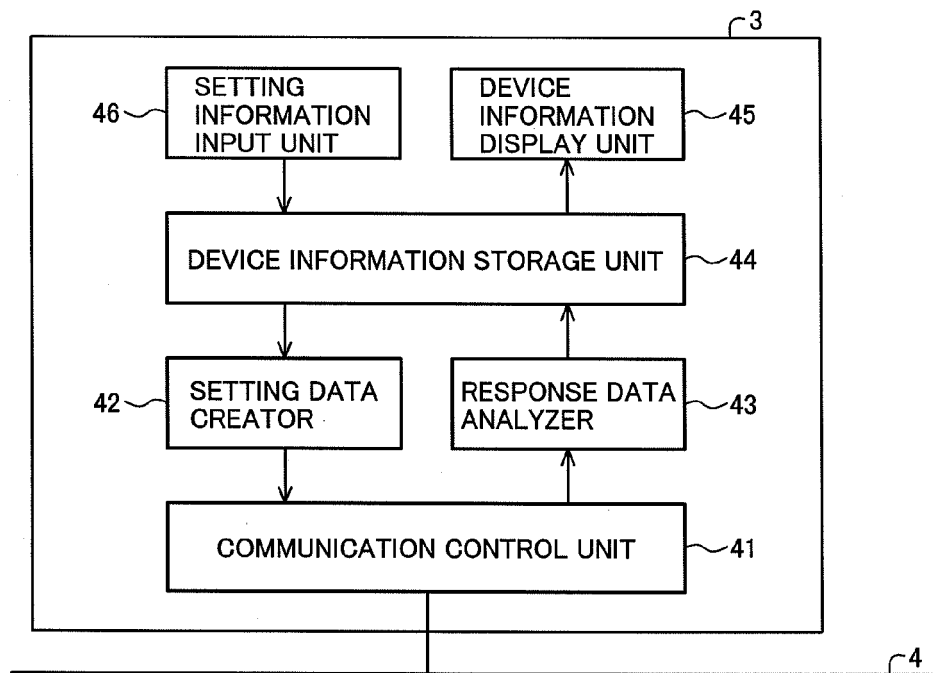 3
SETTING
INFORMATION
INPUT UNIT
46
DEVICE
INFORMATION
DISPLAY UNIT
45
DEVICE INFORMATION STORAGE UNIT
44
SETTING DATA
CREATOR
42
RESPONSE DATA
ANALYZER
43
COMMUNICATION CONTROL UNIT
41
4